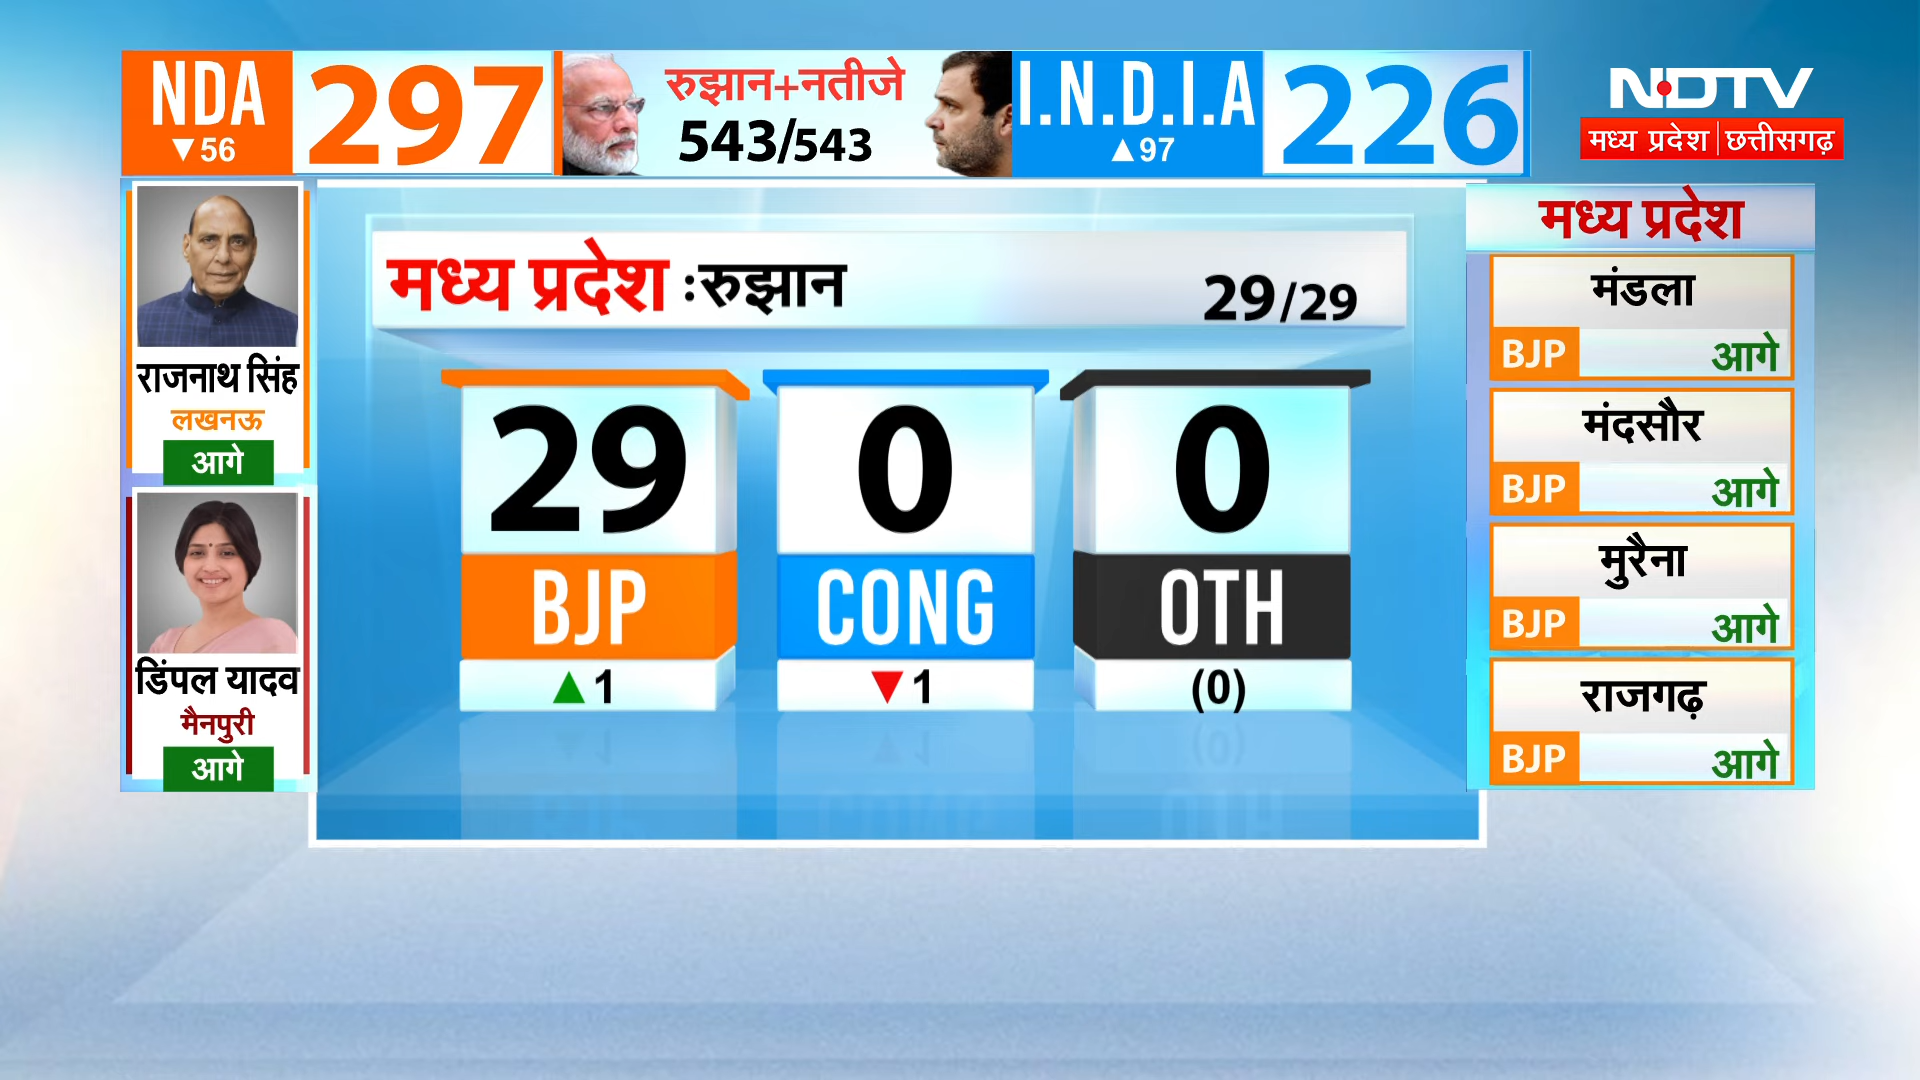 NDA
▼56
297
रुझान+नतीजे
543/543
I.N.D.I.A
▲97
226
NDTV
मध्य प्रदेश | छत्तीसगढ़
राजनाथ सिंह
लखनऊ
आगे
डिंपल यादव
मैनपुरी
आगे
मध्य प्रदेश :रुझान
29/29
29
0
0
BJP
CONG
OTH
▲1
▼1
(0)
मध्य प्रदेश
मंडला
BJP आगे
मंदसौर
BJP आगे
मुरैना
BJP आगे
राजगढ़
BJP आगे